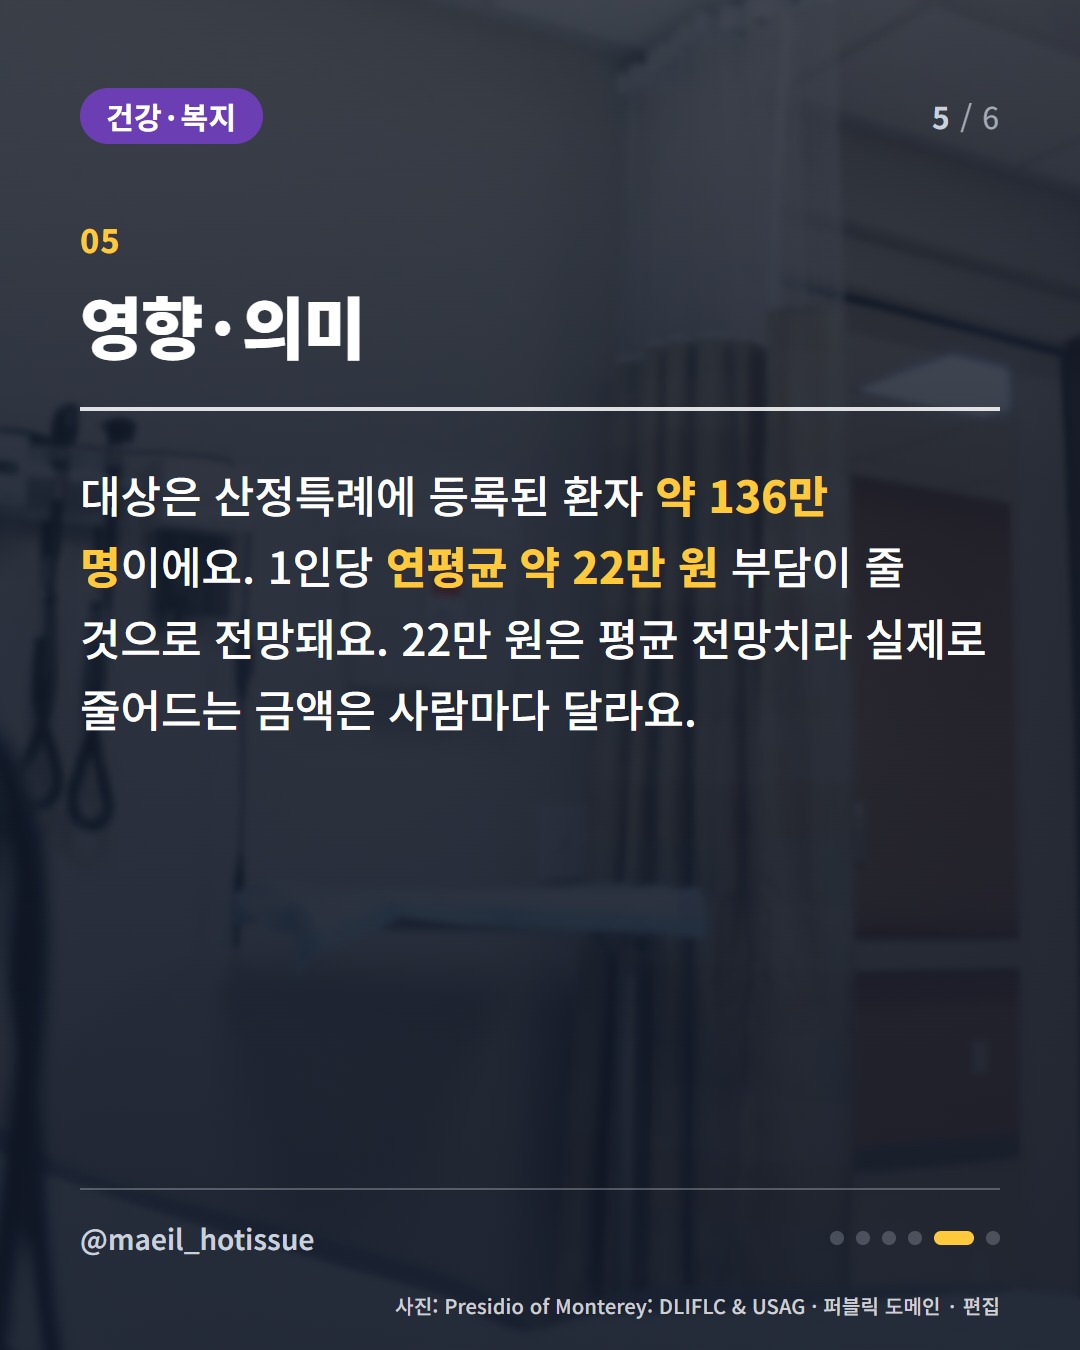 건강·복지
5 / 6
05
영향·의미
대상은 산정특례에 등록된 환자 약 136만
명이에요. 1인당 연평균 약 22만 원 부담이 줄
것으로 전망돼요. 22만 원은 평균 전망치라 실제로
줄어드는 금액은 사람마다 달라요.
@maeil_hotissue
사진: Presidio of Monterey: DLIFLC & USAG · 퍼블릭 도메인 · 편집